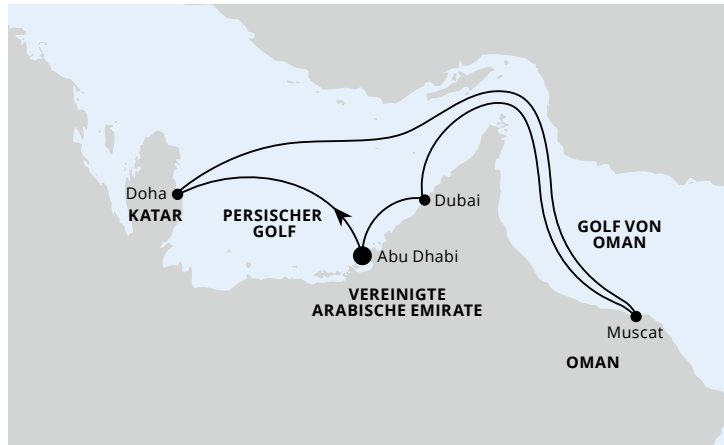 Doha
KATAR
PERSISCHER
GOLF
Dubai
GOLF VON
OMAN
Abu Dhabi
VEREINIGTE
ARABISCHE EMIRATE
Muscat
OMAN